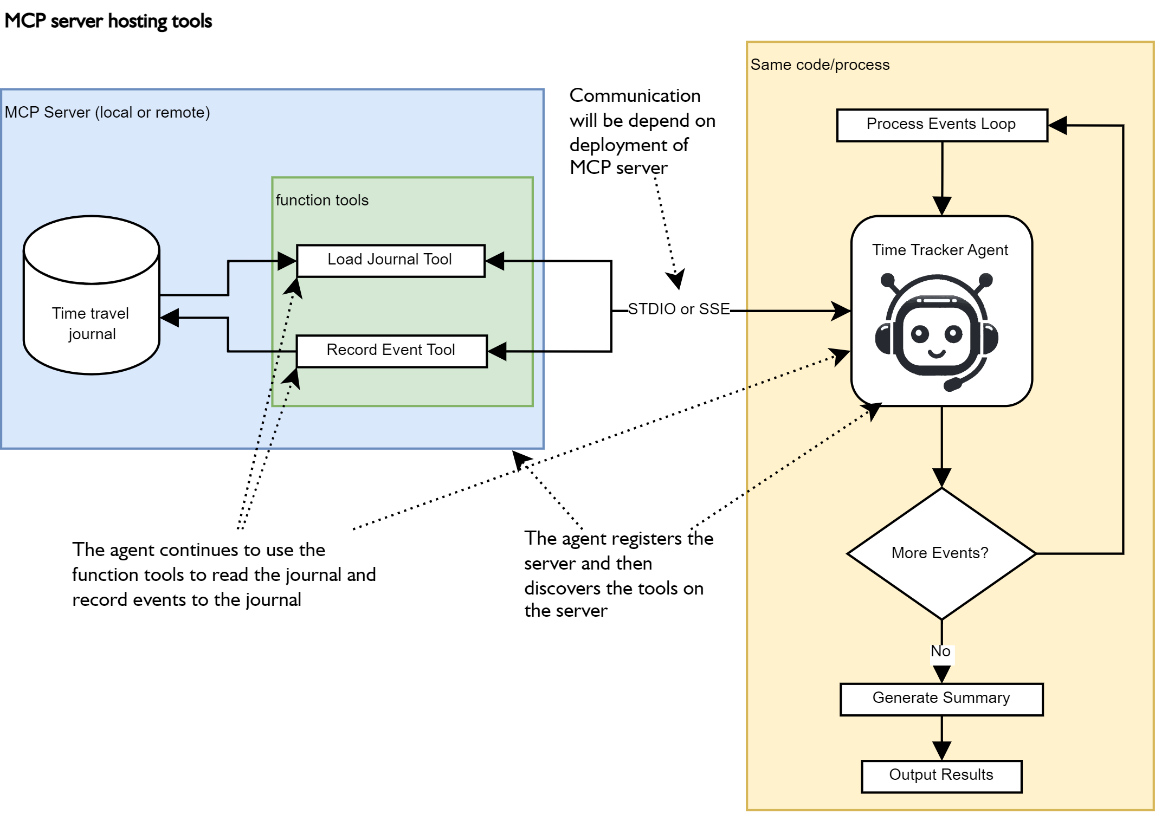 MCP server hosting tools
Same code/process
MCP Server (local or remote)
Communication
will be depend on
deployment of
MCP server
Process Events Loop
function tools
Time Tracker Agent
Load Journal Tool
Time travel
journal
STDIO or SSE
Record Event Tool
The agent continues to use the
function tools to read the journal and
record events to the journal
The agent registers the
server and then
discovers the tools on
the server
More Events?
No
Generate Summary
Output Results